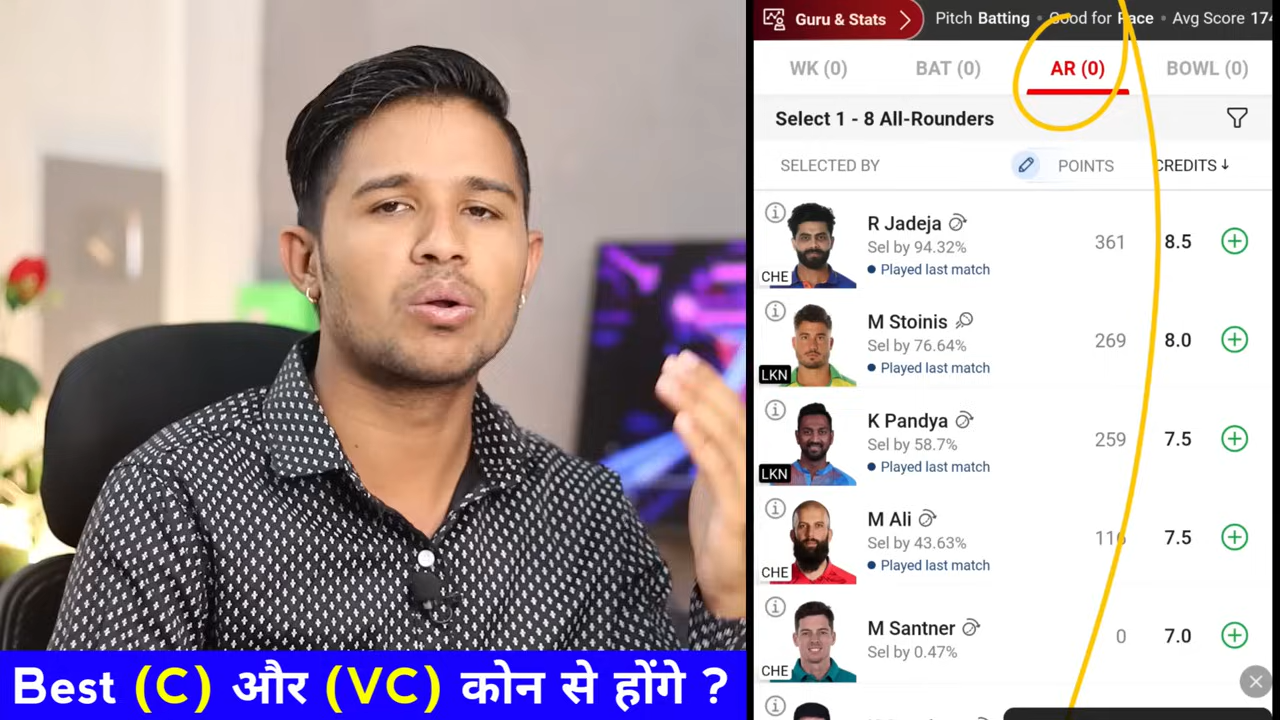 Guru & Stats
Pitch Batting • Good for Pace • Avg Score 174
WK (0) BAT (0) AR (0) BOWL (0)
Select 1 - 8 All-Rounders
SELECTED BY POINTS CREDITS ↓
R Jadeja
Sel by 94.32% 361 8.5
• Played last match
CHE
M Stoinis
Sel by 76.64% 269 8.0
• Played last match
LKN
K Pandya
Sel by 58.7% 259 7.5
• Played last match
LKN
M Ali
Sel by 43.63% 116 7.5
• Played last match
CHE
M Santner
Sel by 0.47% 0 7.0
CHE
Best (C) और (VC) कोन से होंगे ?